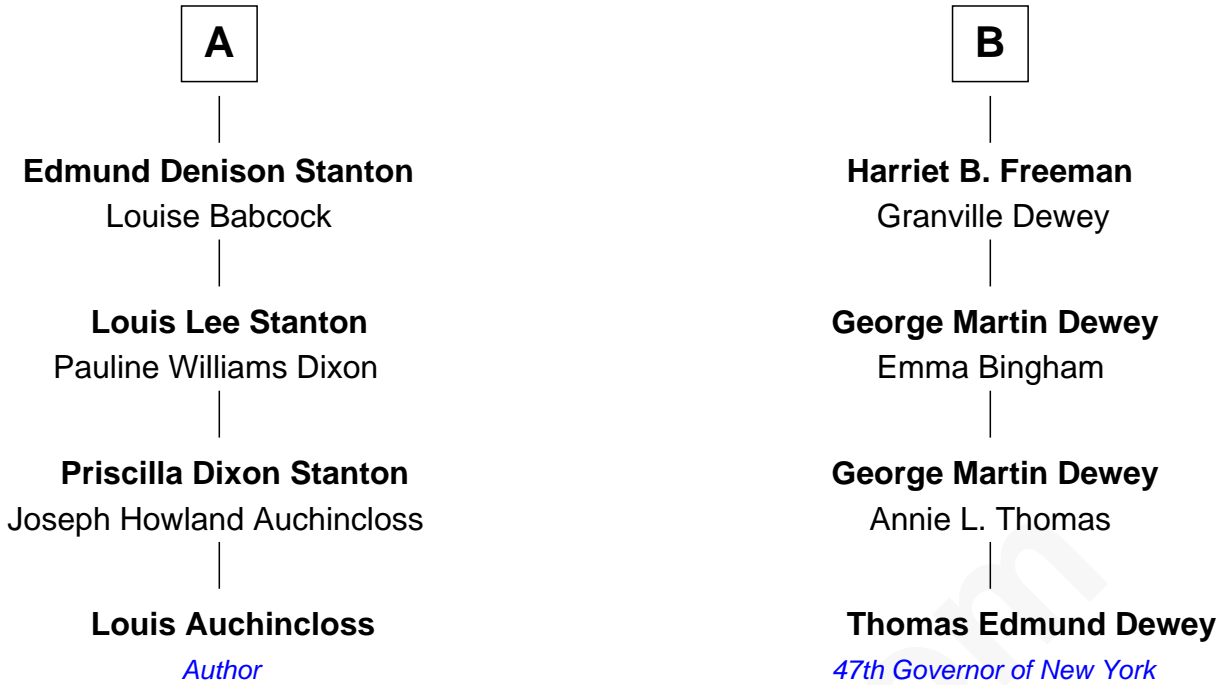 A
Edmund Denison Stanton
Louise Babcock
Louis Lee Stanton
Pauline Williams Dixon
Priscilla Dixon Stanton
Joseph Howland Auchincloss
Louis Auchincloss
Author
B
Harriet B. Freeman
Granville Dewey
George Martin Dewey
Emma Bingham
George Martin Dewey
Annie L. Thomas
Thomas Edmund Dewey
47th Governor of New York